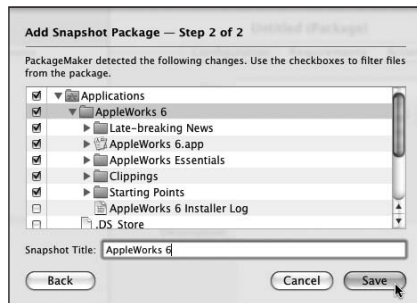 Add Snapshot Package — Step 2 of 2
PackageMaker detected the following changes. Use the checkboxes to filter files
from the package.
Applications
AppleWorks 6
Late-breaking News
AppleWorks 6.app
AppleWorks Essentials
Clippings
Starting Points
AppleWorks 6 Installer Log
.DS_Store
Snapshot Title: AppleWorks 6
Back
Cancel
Save